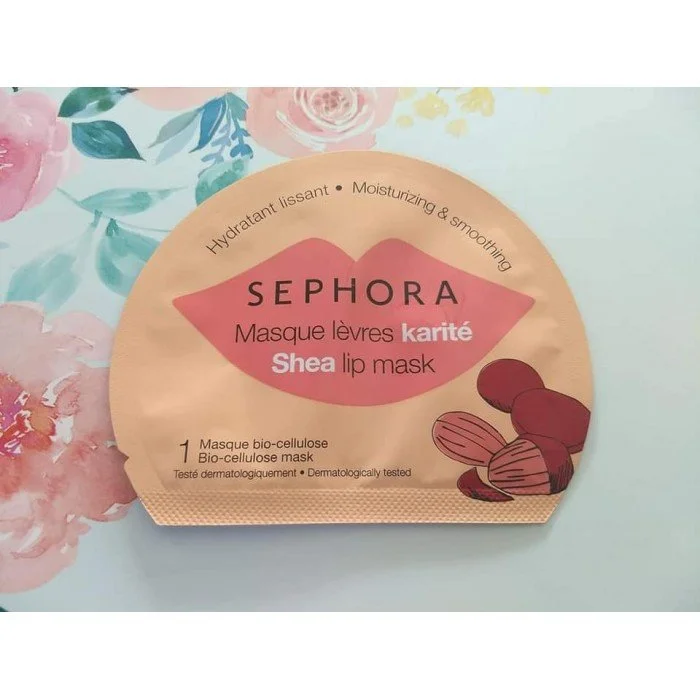 Hydratant lissant • Moisturizing & smoothing
SEPHORA
Masque lèvres karité
Shea lip mask
1 Masque bio-cellulose
Bio-cellulose mask
Testé dermatologiquement • Dermatologically tested